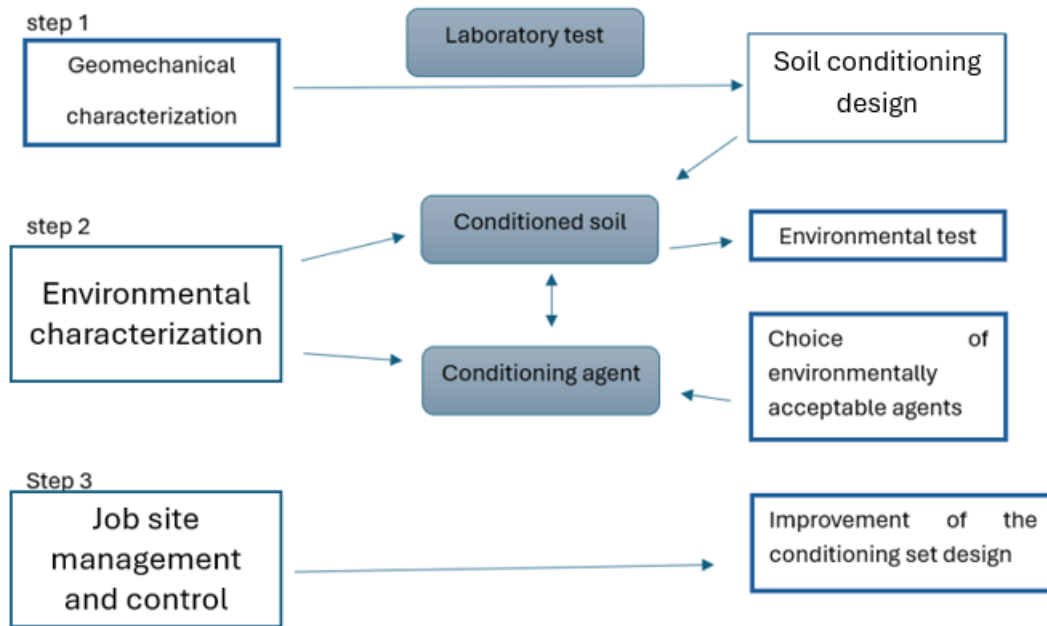 step 1
Geomechanical
characterization
Laboratory test
Soil conditioning
design
step 2
Environmental
characterization
Conditioned soil
Environmental test
Conditioning agent
Choice of
environmentally
acceptable agents
Step 3
Job site
management
and control
Improvement of the
conditioning set design